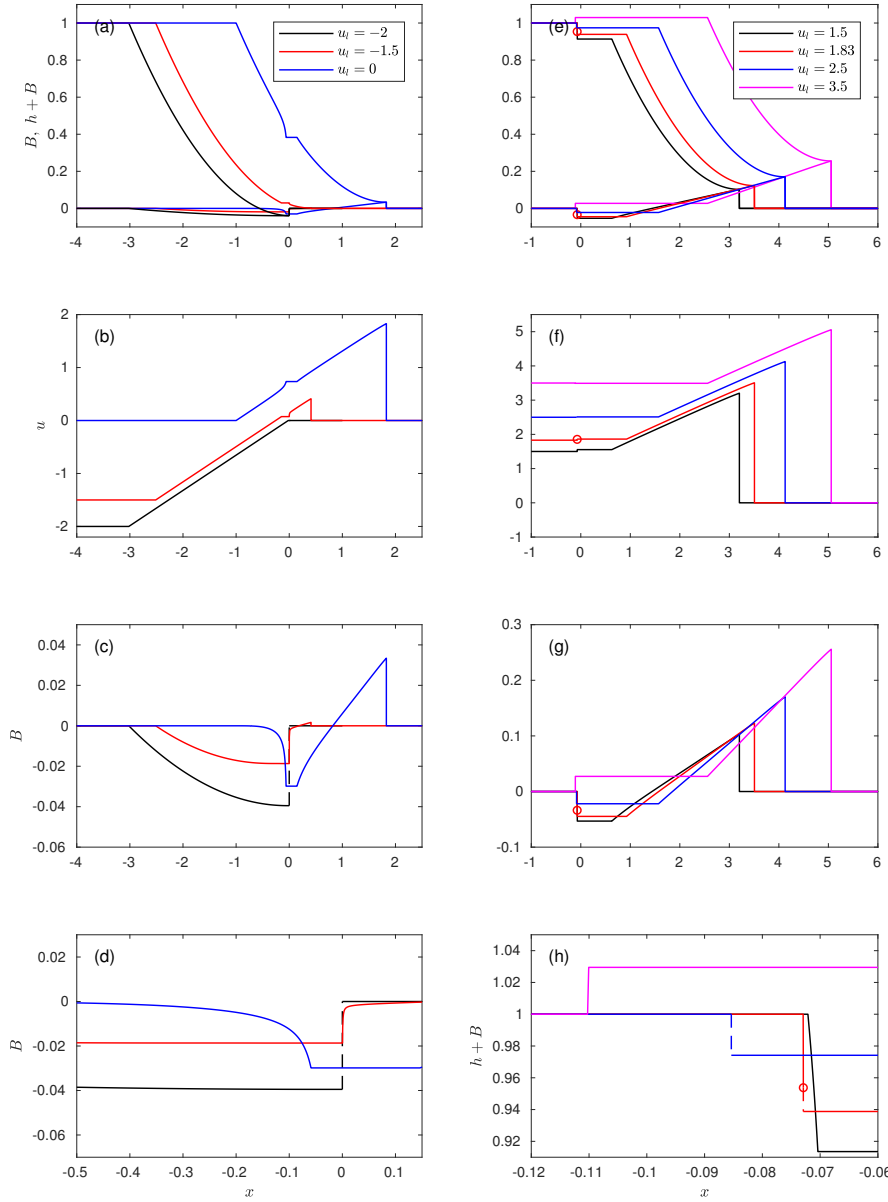 (a)
u_l = −2
u_l = −1.5
u_l = 0
B, h + B
1
0.8
0.6
0.4
0.2
0
-4 -3 -2 -1 0 1 2
(e)
u_l = 1.5
u_l = 1.83
u_l = 2.5
u_l = 3.5
1
0.8
0.6
0.4
0.2
0
-1 0 1 2 3 4 5 6
(b)
u
2
1
0
-1
-2
-4 -3 -2 -1 0 1 2
(f)
5
4
3
2
1
0
-1
-1 0 1 2 3 4 5 6
(c)
B
0.04
0.02
0
-0.02
-0.04
-0.06
-4 -3 -2 -1 0 1 2
(g)
0.3
0.2
0.1
0
-0.1
-1 0 1 2 3 4 5 6
(d)
B
0.02
0
-0.02
-0.04
-0.06
-0.5 -0.4 -0.3 -0.2 -0.1 0 0.1
x
(h)
h + B
1.04
1.02
1
0.98
0.96
0.94
0.92
-0.12 -0.11 -0.1 -0.09 -0.08 -0.07 -0.06
x